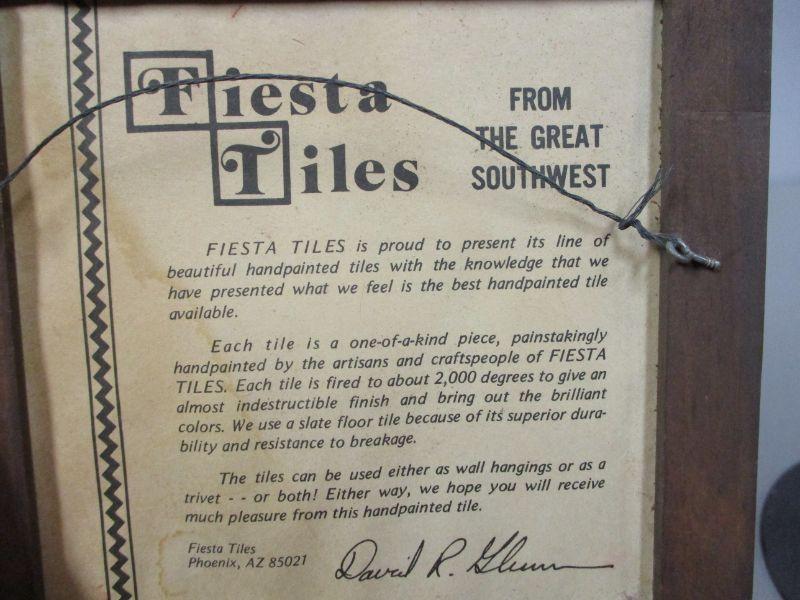 Fiesta
Tiles
FROM
THE GREAT
SOUTHWEST
FIESTA TILES is proud to present its line of
beautiful handpainted tiles with the knowledge that we
have presented what we feel is the best handpainted tile
available.
Each tile is a one-of-a-kind piece, painstakingly
handpainted by the artisans and craftspeople of FIESTA
TILES. Each tile is fired to about 2,000 degrees to give an
almost indestructible finish and bring out the brilliant
colors. We use a slate floor tile because of its superior dura-
bility and resistance to breakage.
The tiles can be used either as wall hangings or as a
trivet - - or both! Either way, we hope you will receive
much pleasure from this handpainted tile.
Fiesta Tiles
Phoenix, AZ 85021
David R.